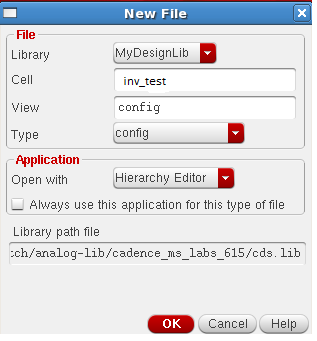 New File
File
Library MyDesignLib
Cell inv_test
View config
Type config
Application
Open with Hierarchy Editor
Always use this application for this type of file
Library path file
tch/analog-lib/cadence_ms_labs_615/cds.lib
OK Cancel Help